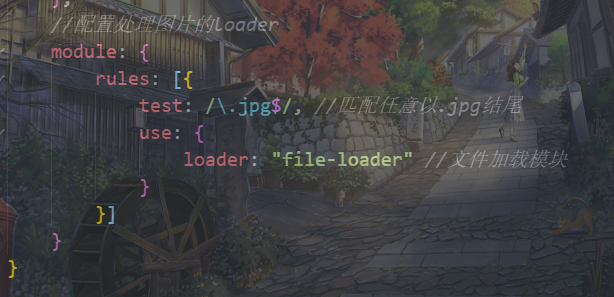 },
//配置处理图片的loader
module: {
rules: [{
test: /\.jpg$/, //匹配任意以.jpg结尾
use: {
loader: "file-loader" //文件加载模块
}
}]
}
}